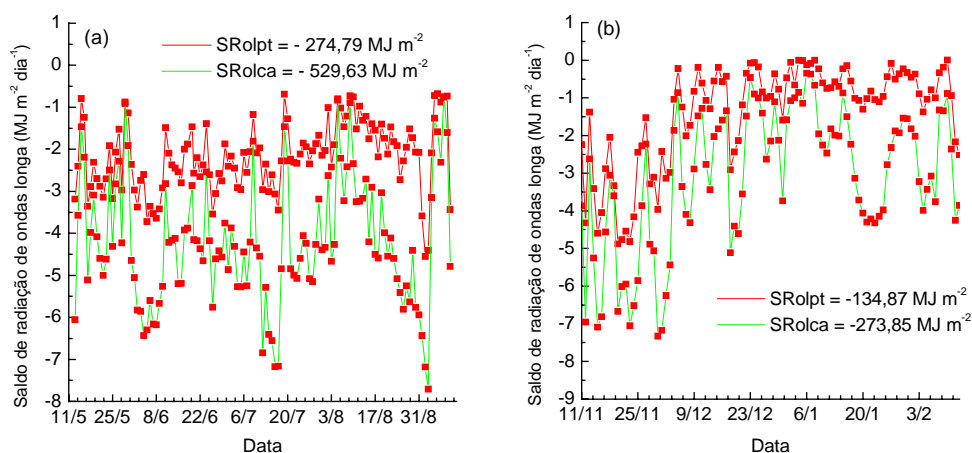 (a)
SRolpt = - 274,79 MJ m-2
SRolca = - 529,63 MJ m-2
Saldo de radiação de ondas longa (MJ m-2 dia-1)
0
-1
-2
-3
-4
-5
-6
-7
-8
11/5 25/5 8/6 22/6 6/7 20/7 3/8 17/8 31/8
Data
(b)
SRolpt = -134,87 MJ m-2
SRolca = -273,85 MJ m-2
Saldo de radiação de ondas longa (MJ m-2 dia-1)
1
0
-1
-2
-3
-4
-5
-6
-7
-8
-9
11/11 25/11 9/12 23/12 6/1 20/1 3/2
Data